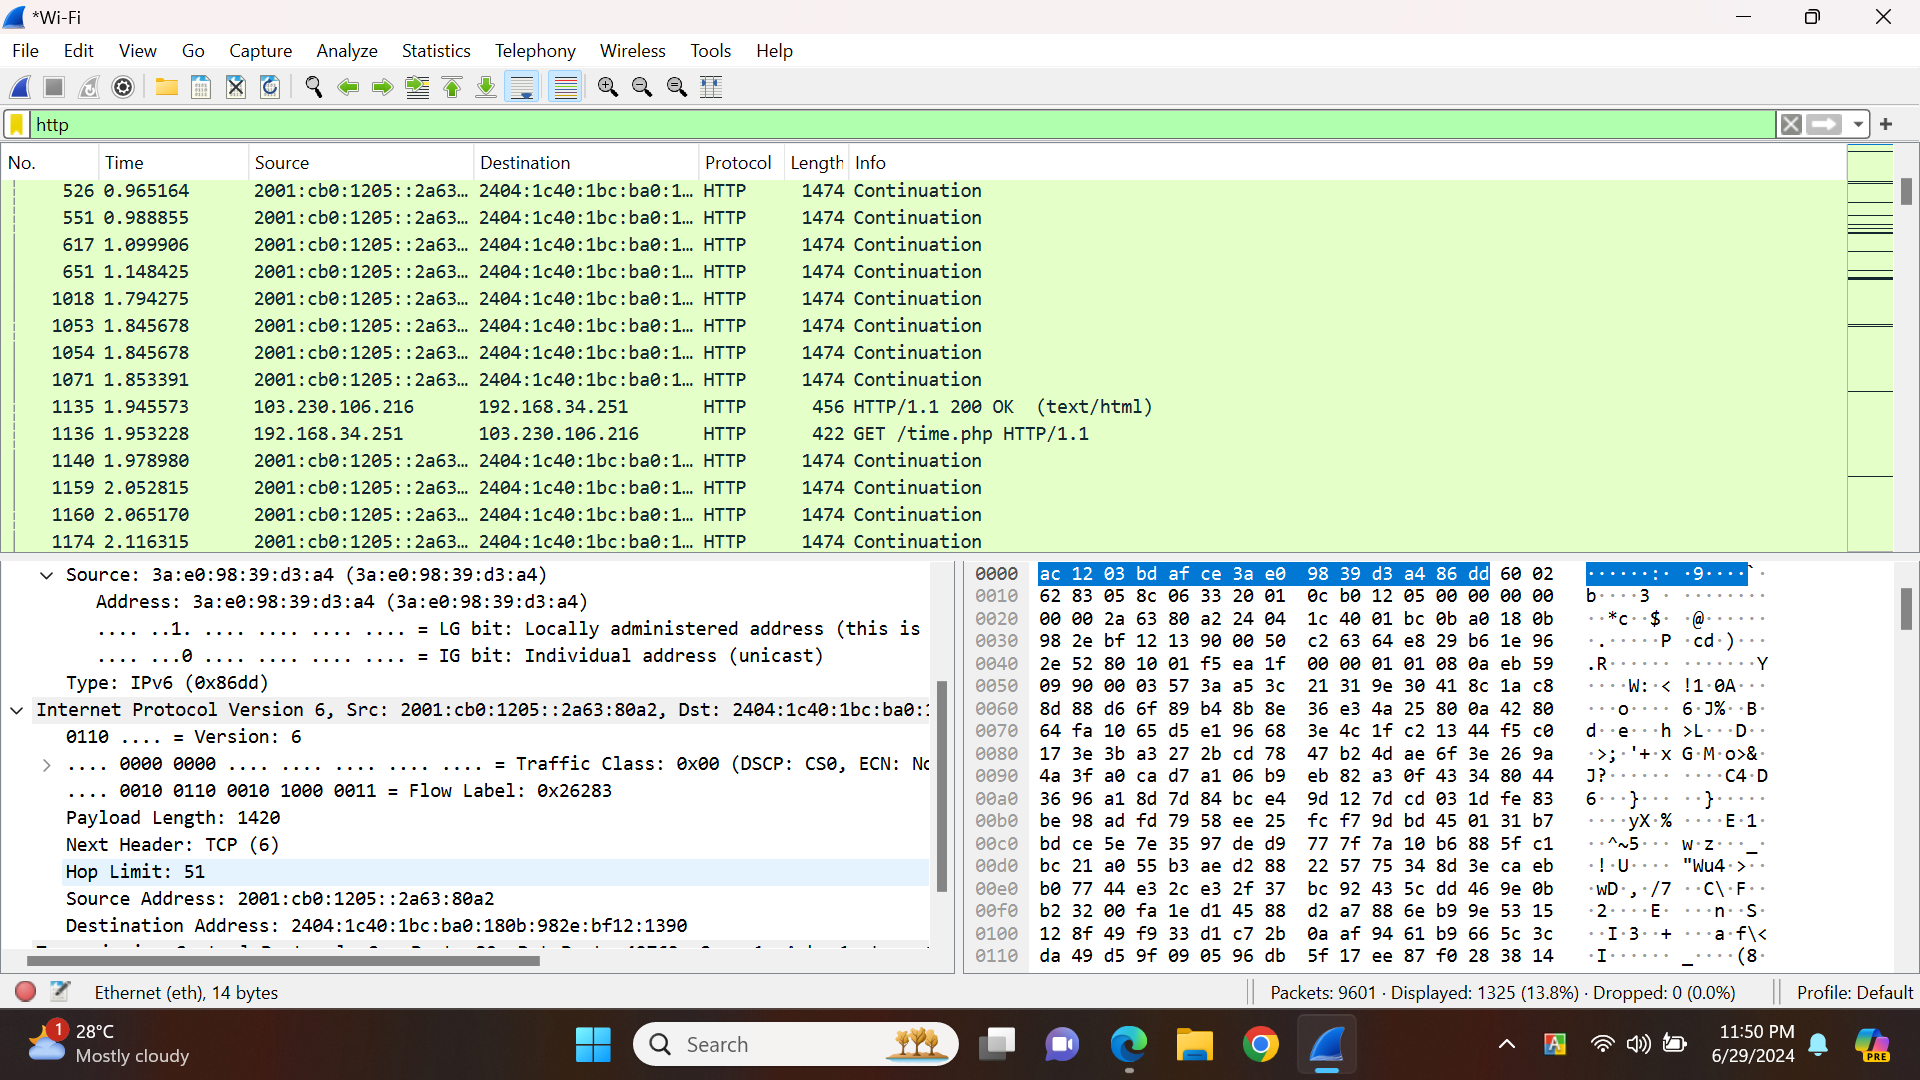 *Wi-Fi
File Edit View Go Capture Analyze Statistics Telephony Wireless Tools Help
http
No. Time Source Destination Protocol Length Info
526 0.965164 2001:cb0:1205::2a63… 2404:1c40:1bc:ba0:1… HTTP 1474 Continuation
551 0.988855 2001:cb0:1205::2a63… 2404:1c40:1bc:ba0:1… HTTP 1474 Continuation
617 1.099906 2001:cb0:1205::2a63… 2404:1c40:1bc:ba0:1… HTTP 1474 Continuation
651 1.148425 2001:cb0:1205::2a63… 2404:1c40:1bc:ba0:1… HTTP 1474 Continuation
1018 1.794275 2001:cb0:1205::2a63… 2404:1c40:1bc:ba0:1… HTTP 1474 Continuation
1053 1.845678 2001:cb0:1205::2a63… 2404:1c40:1bc:ba0:1… HTTP 1474 Continuation
1054 1.845678 2001:cb0:1205::2a63… 2404:1c40:1bc:ba0:1… HTTP 1474 Continuation
1071 1.853391 2001:cb0:1205::2a63… 2404:1c40:1bc:ba0:1… HTTP 1474 Continuation
1135 1.945573 103.230.106.216 192.168.34.251 HTTP 456 HTTP/1.1 200 OK (text/html)
1136 1.953228 192.168.34.251 103.230.106.216 HTTP 422 GET /time.php HTTP/1.1
1140 1.978980 2001:cb0:1205::2a63… 2404:1c40:1bc:ba0:1… HTTP 1474 Continuation
1159 2.052815 2001:cb0:1205::2a63… 2404:1c40:1bc:ba0:1… HTTP 1474 Continuation
1160 2.065170 2001:cb0:1205::2a63… 2404:1c40:1bc:ba0:1… HTTP 1474 Continuation
1174 2.116315 2001:cb0:1205::2a63… 2404:1c40:1bc:ba0:1… HTTP 1474 Continuation
Source: 3a:e0:98:39:d3:a4 (3a:e0:98:39:d3:a4)
Address: 3a:e0:98:39:d3:a4 (3a:e0:98:39:d3:a4)
.... ..1. .... .... .... .... = LG bit: Locally administered address (this is
.... ...0 .... .... .... .... = IG bit: Individual address (unicast)
Type: IPv6 (0x86dd)
Internet Protocol Version 6, Src: 2001:cb0:1205::2a63:80a2, Dst: 2404:1c40:1bc:ba0:1
0110 .... = Version: 6
.... 0000 0000 .... .... .... .... .... = Traffic Class: 0x00 (DSCP: CS0, ECN: No
.... 0010 0110 0010 1000 0011 = Flow Label: 0x26283
Payload Length: 1420
Next Header: TCP (6)
Hop Limit: 51
Source Address: 2001:cb0:1205::2a63:80a2
Destination Address: 2404:1c40:1bc:ba0:180b:982e:bf12:1390
0000 ac 12 03 bd af ce 3a e0 98 39 d3 a4 86 dd 60 02 ······:· ·9····`·
0010 62 83 05 8c 06 33 20 01 0c b0 12 05 00 00 00 00 b····3 · ········
0020 00 00 2a 63 80 a2 24 04 1c 40 01 bc 0b a0 18 0b ··*c··$· ·@······
0030 98 2e bf 12 13 90 00 50 c2 63 64 e8 29 b6 1e 96 ·.·····P ·cd·)···
0040 2e 52 80 10 01 f5 ea 1f 00 00 01 01 08 0a eb 59 .R······ ·······Y
0050 09 90 00 03 57 3a a5 3c 21 31 9e 30 41 8c 1a c8 ····W:·< !1·0A···
0060 8d 88 d6 6f 89 b4 8b 8e 36 e3 4a 25 80 0a 42 80 ···o···· 6·J%··B·
0070 64 fa 10 65 d5 e1 96 68 3e 4c 1f c2 13 44 f5 c0 d··e···h >L···D··
0080 17 3e 3b a3 27 2b cd 78 47 b2 4d ae 6f 3e 26 9a ·>;·'+·x G·M·o>&·
0090 4a 3f a0 ca d7 a1 06 b9 eb 82 a3 0f 43 34 80 44 J?······ ····C4·D
00a0 36 96 a1 8d 7d 84 bc e4 9d 12 7d cd 03 1d fe 83 6···}··· ··}·····
00b0 be 98 ad fd 79 58 ee 25 fc f7 9d bd 45 01 31 b7 ····yX·% ····E·1·
00c0 bd ce 5e 7e 35 97 de d9 77 7f 7a 10 b6 88 5f c1 ··^~5··· w·z···_·
00d0 bc 21 a0 55 b3 ae d2 88 22 57 75 34 8d 3e ca eb ·!·U···· "Wu4·>··
00e0 b0 77 44 e3 2c e3 2f 37 bc 92 43 5c dd 46 9e 0b ·wD·,·/7 ··C\·F··
00f0 b2 32 00 fa 1e d1 45 88 d2 a7 88 6e b9 9e 53 15 ·2····E· ···n··S·
0100 12 8f 49 f9 33 d1 c7 2b 0a af 94 61 b9 66 5c 3c ··I·3··+ ···a·f\<
0110 da 49 d5 9f 09 05 96 db 5f 17 ee 87 f0 28 38 14 ·I······ _····(8·
Ethernet (eth), 14 bytes
Packets: 9601 · Displayed: 1325 (13.8%) · Dropped: 0 (0.0%)
Profile: Default
1
28°C
Mostly cloudy
Search
A
11:50 PM
6/29/2024
PRE